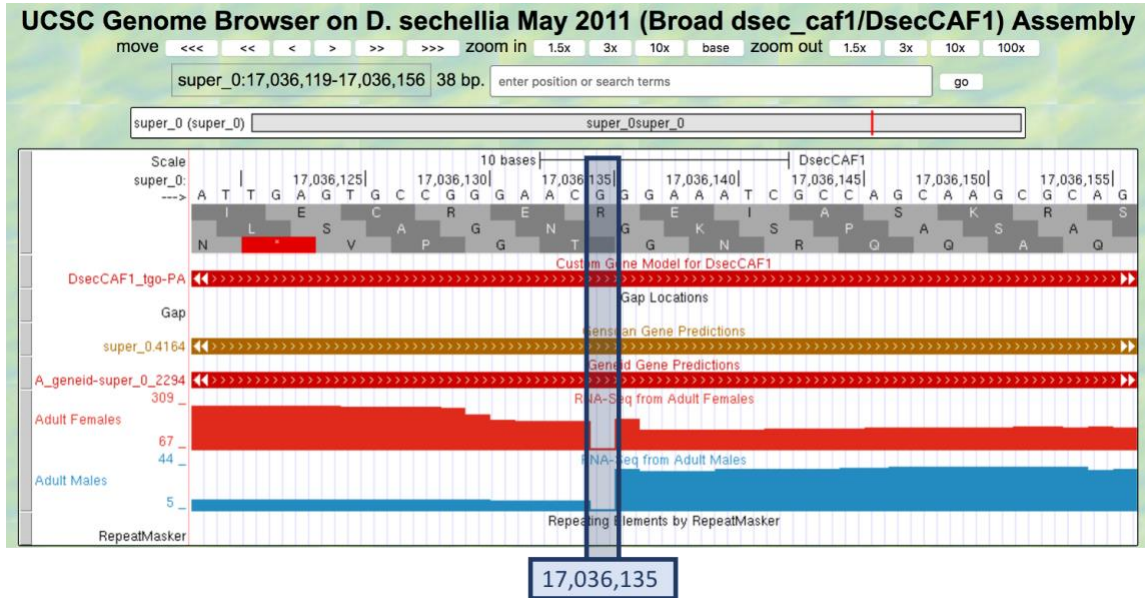 UCSC Genome Browser on D. sechellia May 2011 (Broad dsec_caf1/DsecCAF1) Assembly
move <<< << < > >> >>> zoom in 1.5x 3x 10x base zoom out 1.5x 3x 10x 100x
super_0:17,036,119-17,036,156 38 bp. enter position or search terms go
super_0 (super_0) super_0super_0
Scale 10 bases DsecCAF1
super_0: 17,036,125 17,036,130 17,036,135 17,036,140 17,036,145 17,036,150 17,036,155
---> A T T G A G T G C C G G G A A C G G G A A A T C G C C A G C A A G C G C A G
I E C R E R E I A S K R S
L S A G N G K S P A S A
N * V P G T G N R Q Q A Q
Custom Gene Model for DsecCAF1
DsecCAF1_tgo-PA
Gap Locations
Gap
Genscan Gene Predictions
super_0.4164
Geneid Gene Predictions
A_geneid-super_0_2294
309 _ RNA-Seq from Adult Females
Adult Females
67 _
44 _ RNA-Seq from Adult Males
Adult Males
5 _
Repeating Elements by RepeatMasker
RepeatMasker
17,036,135